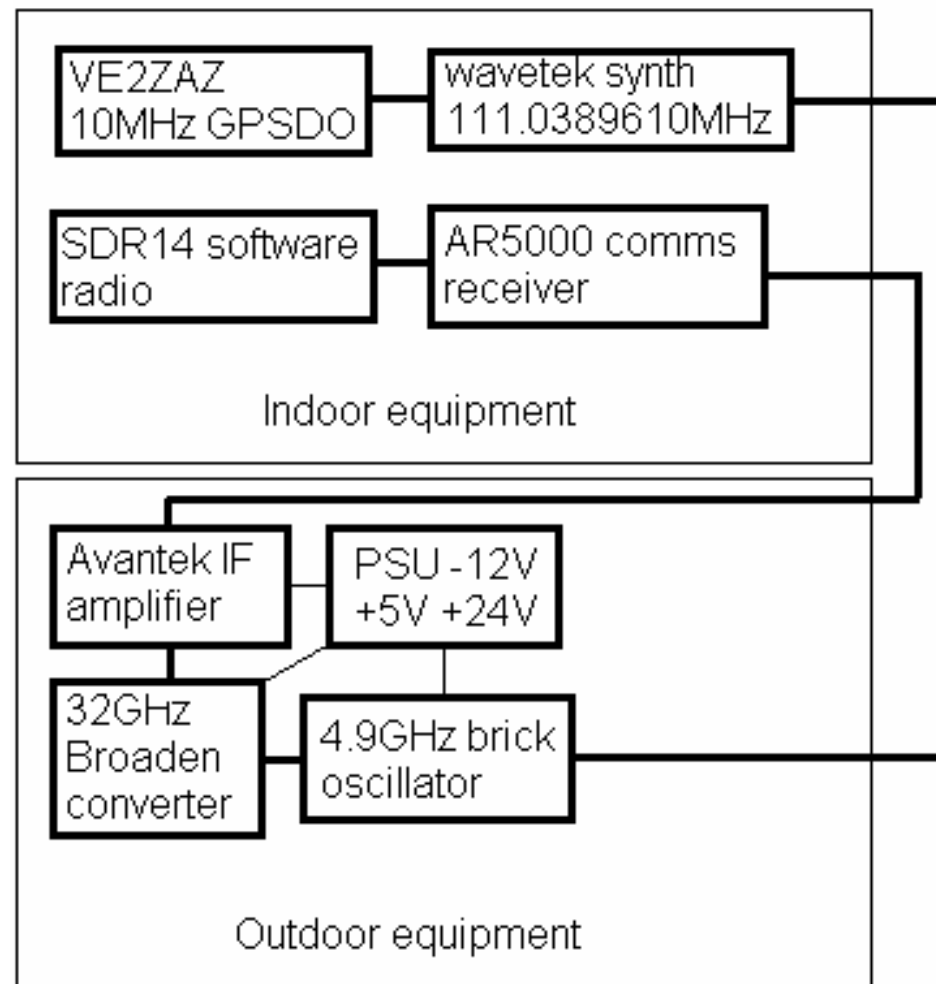 VE2ZAZ
10MHz GPSDO
wavetek synth
111.0389610MHz
SDR14 software
radio
AR5000 comms
receiver
Indoor equipment
Avantek IF
amplifier
PSU -12V
+5V +24V
32GHz
Broaden
converter
4.9GHz brick
oscillator
Outdoor equipment